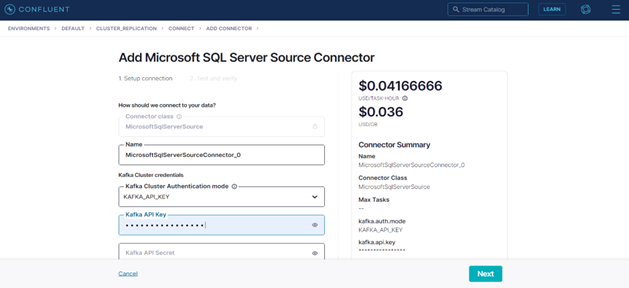 CONFLUENT
Stream Catalog
LEARN
ENVIRONMENTS > DEFAULT > CLUSTER_REPLICATION > CONNECT > ADD CONNECTOR >
Add Microsoft SQL Server Source Connector
1. Setup connection
2. Test and verify
How should we connect to your data?
Connector class
MicrosoftSqlServerSource
Name
MicrosoftSqlServerSourceConnector_0
Kafka Cluster credentials
Kafka Cluster Authentication mode
KAFKA_API_KEY
Kafka API Key
••••••••••••••••
Kafka API Secret
$0.04166666
USD/TASK-HOUR
$0.036
USD/GB
Connector Summary
Name
MicrosoftSqlServerSourceConnector_0
Connector Class
MicrosoftSqlServerSource
Max Tasks
--
kafka.auth.mode
KAFKA_API_KEY
kafka.api.key
****************
Cancel
Next